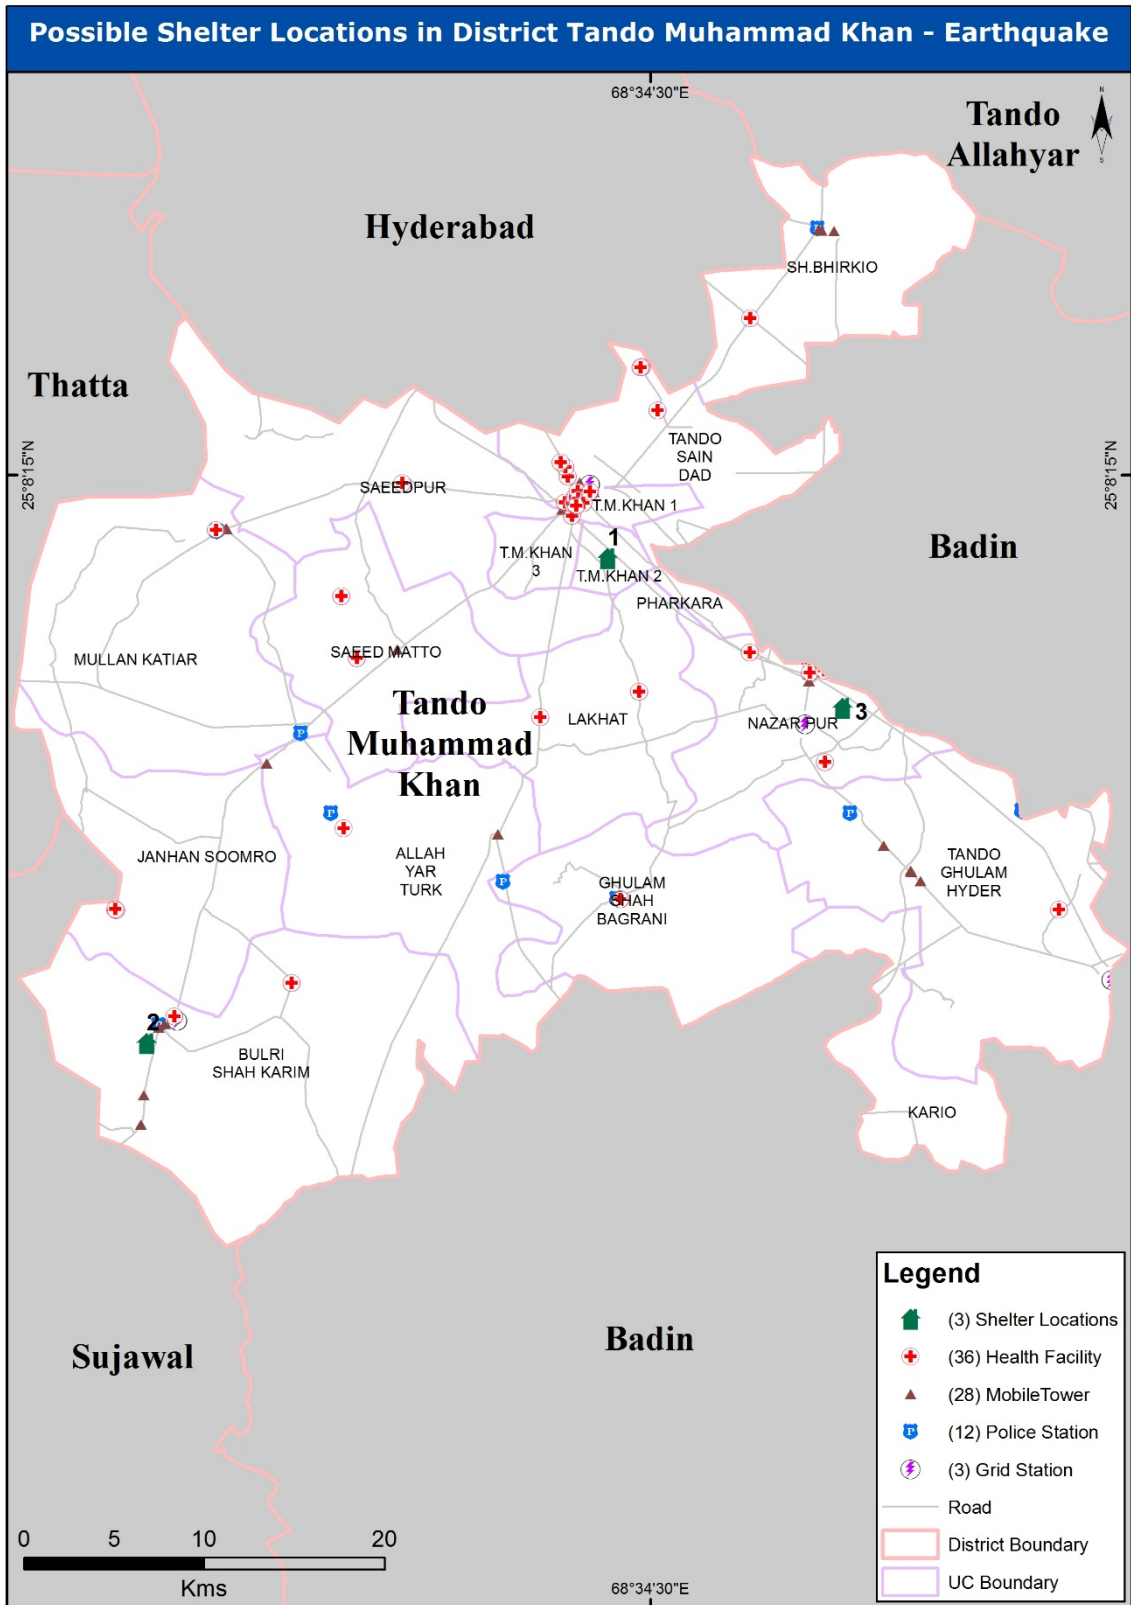 Possible Shelter Locations in District Tando Muhammad Khan - Earthquake
68°34'30"E
N
S
Tando
Allahyar
Hyderabad
SH.BHIRKIO
Thatta
25°8'15"N
25°8'15"N
TANDO
SAIN
DAD
SAEEDPUR
T.M.KHAN 1
1
T.M.KHAN
3
T.M.KHAN 2
Badin
PHARKARA
MULLAN KATIAR
SAEED MATTO
Tando
Muhammad
Khan
LAKHAT
NAZAR PUR
3
JANHAN SOOMRO
ALLAH
YAR
TURK
GHULAM
SHAH
BAGRANI
TANDO
GHULAM
HYDER
2
BULRI
SHAH KARIM
KARIO
Sujawal
Badin
Legend
(3) Shelter Locations
(36) Health Facility
(28) MobileTower
P
(12) Police Station
(3) Grid Station
Road
District Boundary
UC Boundary
0 5 10 20
Kms
68°34'30"E